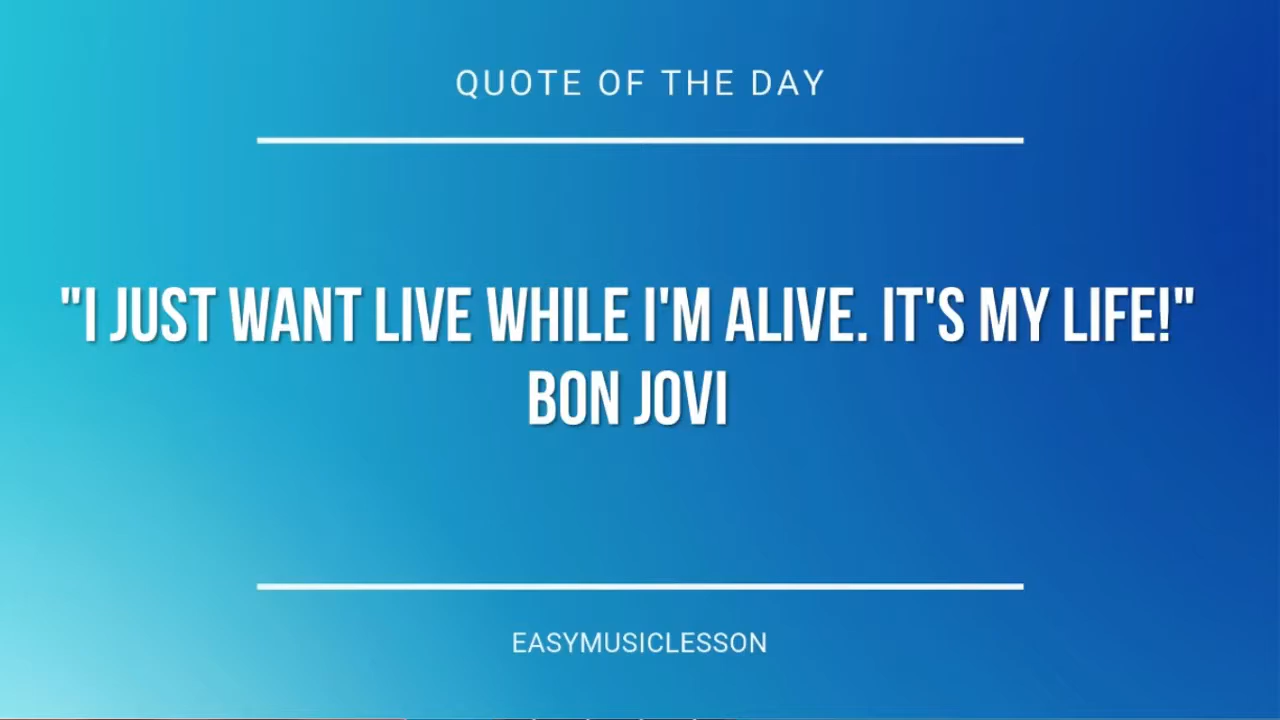 QUOTE OF THE DAY
"I JUST WANT LIVE WHILE I'M ALIVE. IT'S MY LIFE!"
BON JOVI
EASYMUSICLESSON